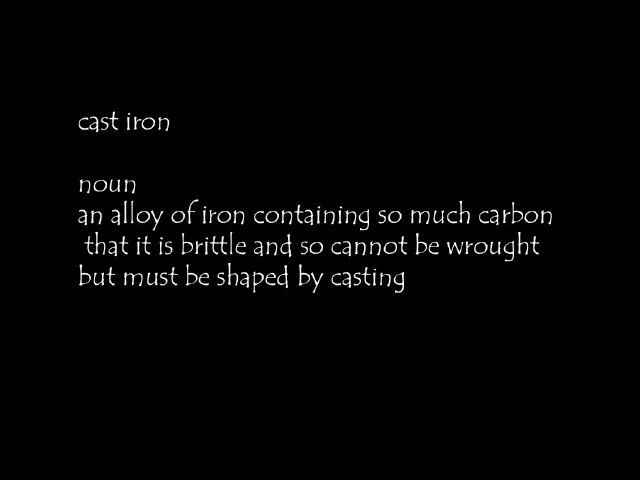 cast iron
noun
an alloy of iron containing so much carbon
that it is brittle and so cannot be wrought
but must be shaped by casting